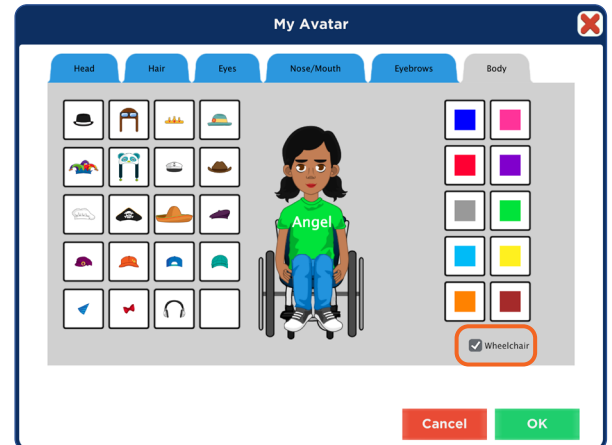 My Avatar
Head
Hair
Eyes
Nose/Mouth
Eyebrows
Body
Angel
Wheelchair
Cancel
OK